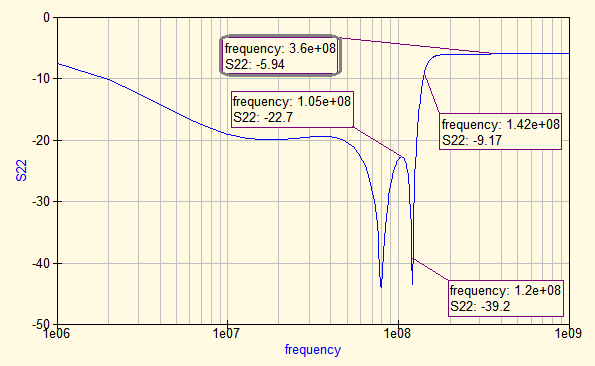 0
-10
-20
-30
-40
-50
S22
frequency: 3.6e+08
S22: -5.94
frequency: 1.05e+08
S22: -22.7
frequency: 1.42e+08
S22: -9.17
frequency: 1.2e+08
S22: -39.2
1e06 1e07 1e08 1e09
frequency